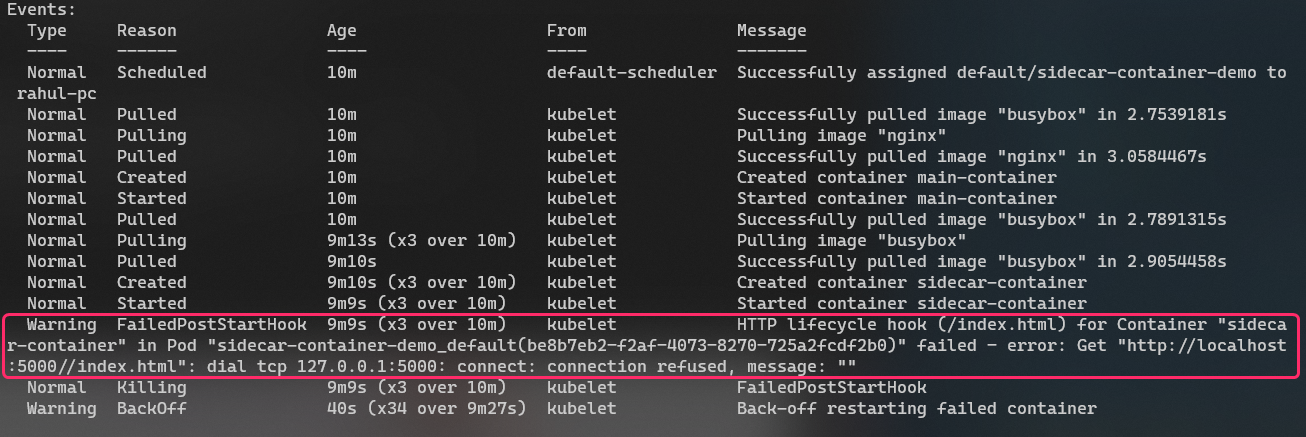 Events:
Type Reason Age From Message
---- ------ ---- ---- -------
Normal Scheduled 10m default-scheduler Successfully assigned default/sidecar-container-demo to
rahul-pc
Normal Pulled 10m kubelet Successfully pulled image "busybox" in 2.7539181s
Normal Pulling 10m kubelet Pulling image "nginx"
Normal Pulled 10m kubelet Successfully pulled image "nginx" in 3.0584467s
Normal Created 10m kubelet Created container main-container
Normal Started 10m kubelet Started container main-container
Normal Pulled 10m kubelet Successfully pulled image "busybox" in 2.7891315s
Normal Pulling 9m13s (x3 over 10m) kubelet Pulling image "busybox"
Normal Pulled 9m10s kubelet Successfully pulled image "busybox" in 2.9054458s
Normal Created 9m10s (x3 over 10m) kubelet Created container sidecar-container
Normal Started 9m9s (x3 over 10m) kubelet Started container sidecar-container
Warning FailedPostStartHook 9m9s (x3 over 10m) kubelet HTTP lifecycle hook (/index.html) for Container "sideca
r-container" in Pod "sidecar-container-demo_default(be8b7eb2-f2af-4073-8270-725a2fcdf2b0)" failed - error: Get "http://localhost
:5000//index.html": dial tcp 127.0.0.1:5000: connect: connection refused, message: ""
Normal Killing 9m9s (x3 over 10m) kubelet FailedPostStartHook
Warning BackOff 40s (x34 over 9m27s) kubelet Back-off restarting failed container